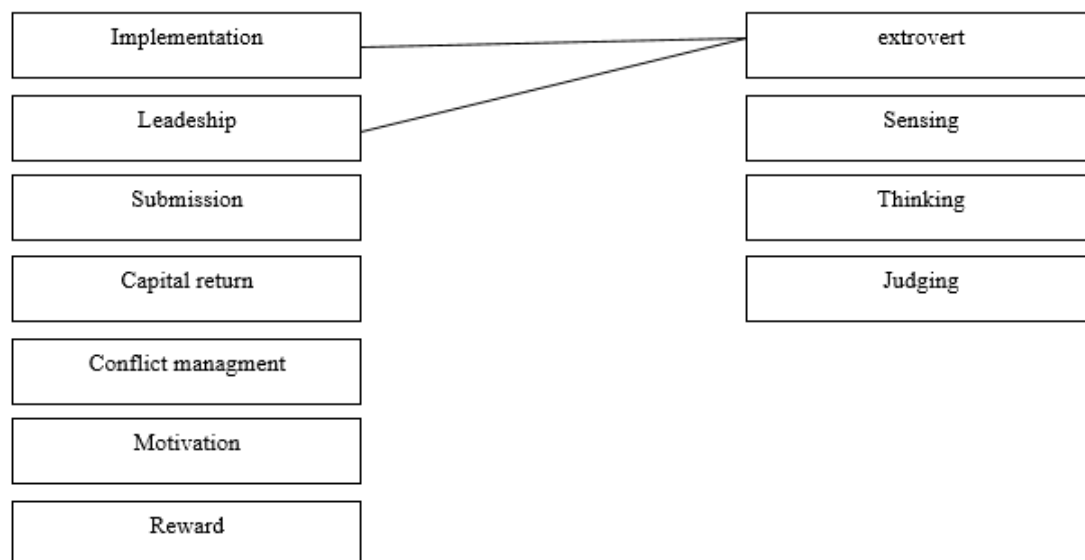 Implementation
Leadeship
Submission
Capital return
Conflict managment
Motivation
Reward
extrovert
Sensing
Thinking
Judging